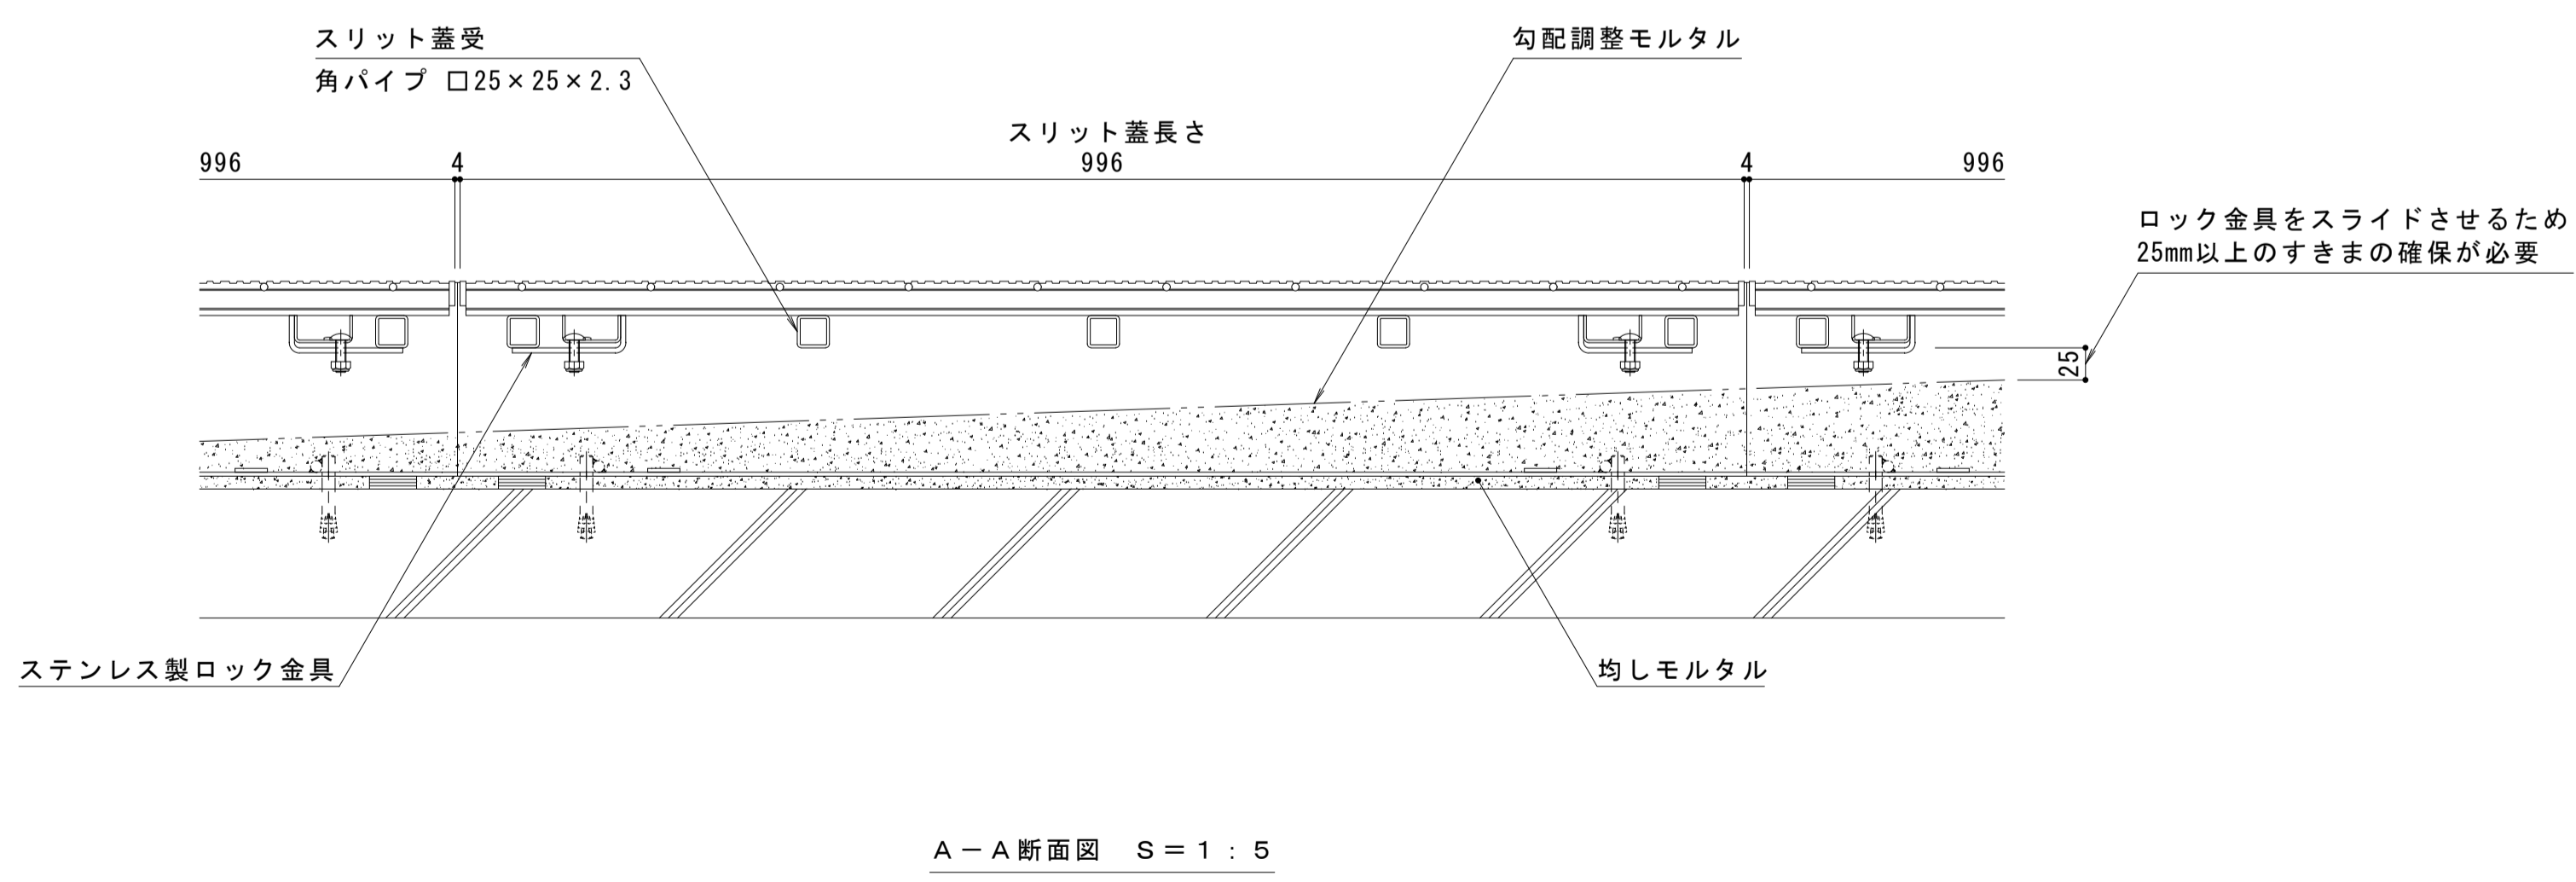 スリット蓋受
角パイプ 口25×25×2.3
勾配調整モルタル
スリット蓋長さ
996 4 996 4 996
ロック金具をスライドさせるため
25mm以上のすきまの確保が必要
25
ステンレス製ロック金具
均しモルタル
A－A断面図 S＝1：5